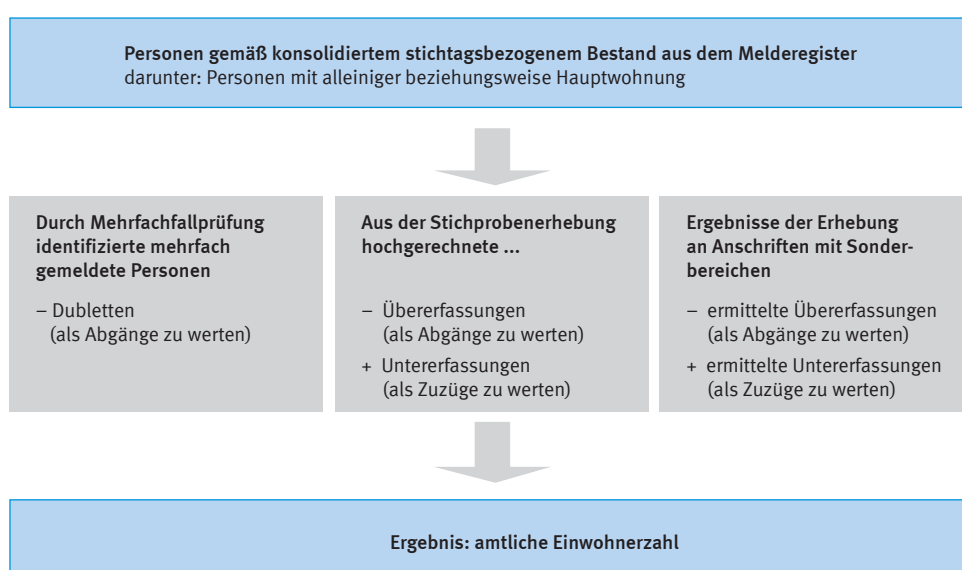 Personen gemäß konsolidiertem stichtagsbezogenem Bestand aus dem Melderegister
darunter: Personen mit alleiniger beziehungsweise Hauptwohnung
Durch Mehrfachfallprüfung
identifizierte mehrfach
gemeldete Personen
– Dubletten
(als Abgänge zu werten)
Aus der Stichprobenerhebung
hochgerechnete ...
– Übererfassungen
(als Abgänge zu werten)
+ Untererfassungen
(als Zuzüge zu werten)
Ergebnisse der Erhebung
an Anschriften mit Sonder-
bereichen
– ermittelte Übererfassungen
(als Abgänge zu werten)
+ ermittelte Untererfassungen
(als Zuzüge zu werten)
Ergebnis: amtliche Einwohnerzahl